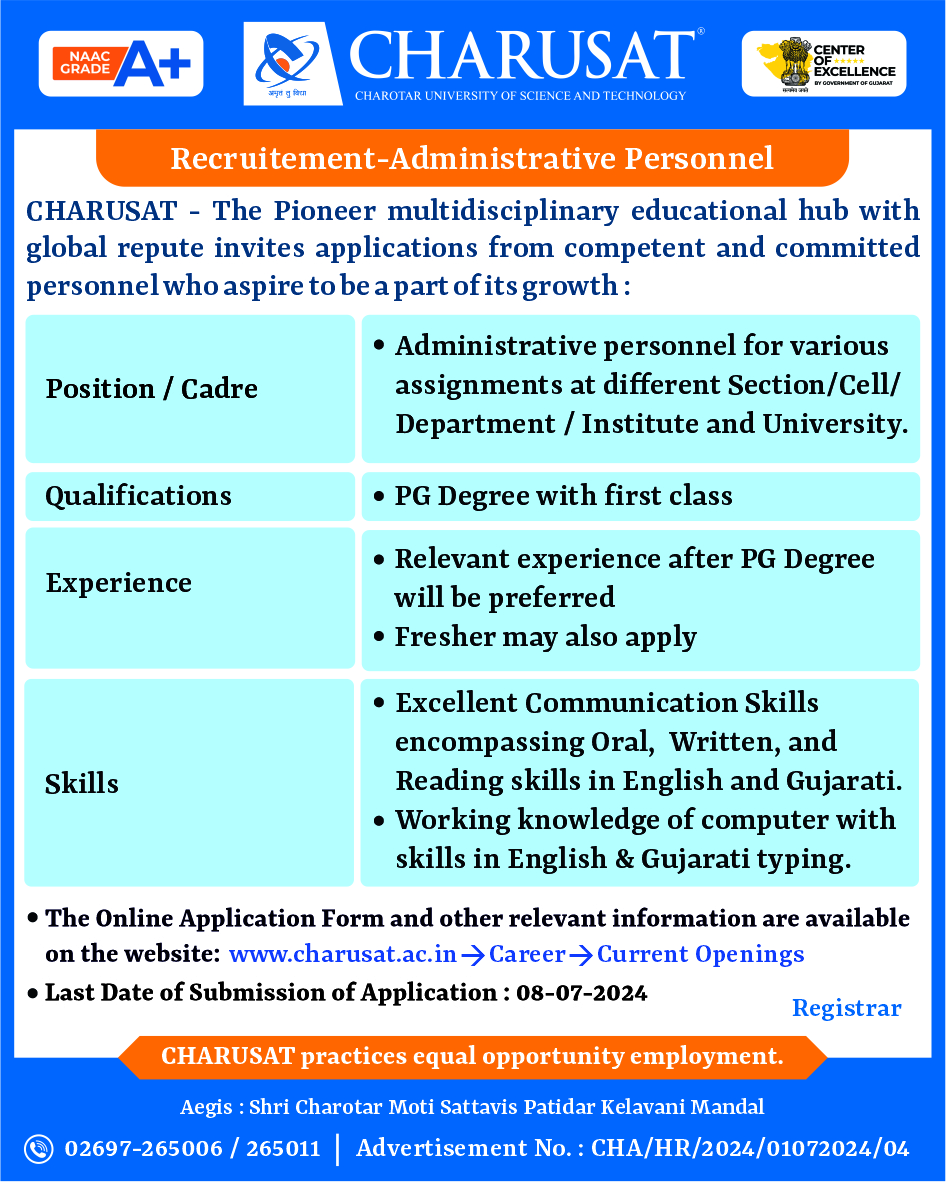 NAAC
GRADE A+
अमृतं तु विद्या
CHARUSAT®
CHAROTAR UNIVERSITY OF SCIENCE AND TECHNOLOGY
सत्यमेव जयते
CENTER
OF
EXCELLENCE
BY GOVERNMENT OF GUJARAT
Recruitement-Administrative Personnel
CHARUSAT - The Pioneer multidisciplinary educational hub with
global repute invites applications from competent and committed
personnel who aspire to be a part of its growth :
Position / Cadre
• Administrative personnel for various
assignments at different Section/Cell/
Department / Institute and University.
Qualifications
• PG Degree with first class
Experience
• Relevant experience after PG Degree
will be preferred
• Fresher may also apply
Skills
• Excellent Communication Skills
encompassing Oral, Written, and
Reading skills in English and Gujarati.
• Working knowledge of computer with
skills in English & Gujarati typing.
• The Online Application Form and other relevant information are available
on the website: www.charusat.ac.in→Career→Current Openings
• Last Date of Submission of Application : 08-07-2024
Registrar
CHARUSAT practices equal opportunity employment.
Aegis : Shri Charotar Moti Sattavis Patidar Kelavani Mandal
02697-265006 / 265011 | Advertisement No. : CHA/HR/2024/01072024/04